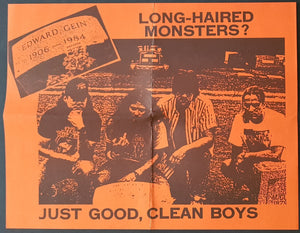 LONG-HAIRED
MONSTERS?
EDWARD GEIN
1906 - 1984
JUST GOOD, CLEAN BOYS